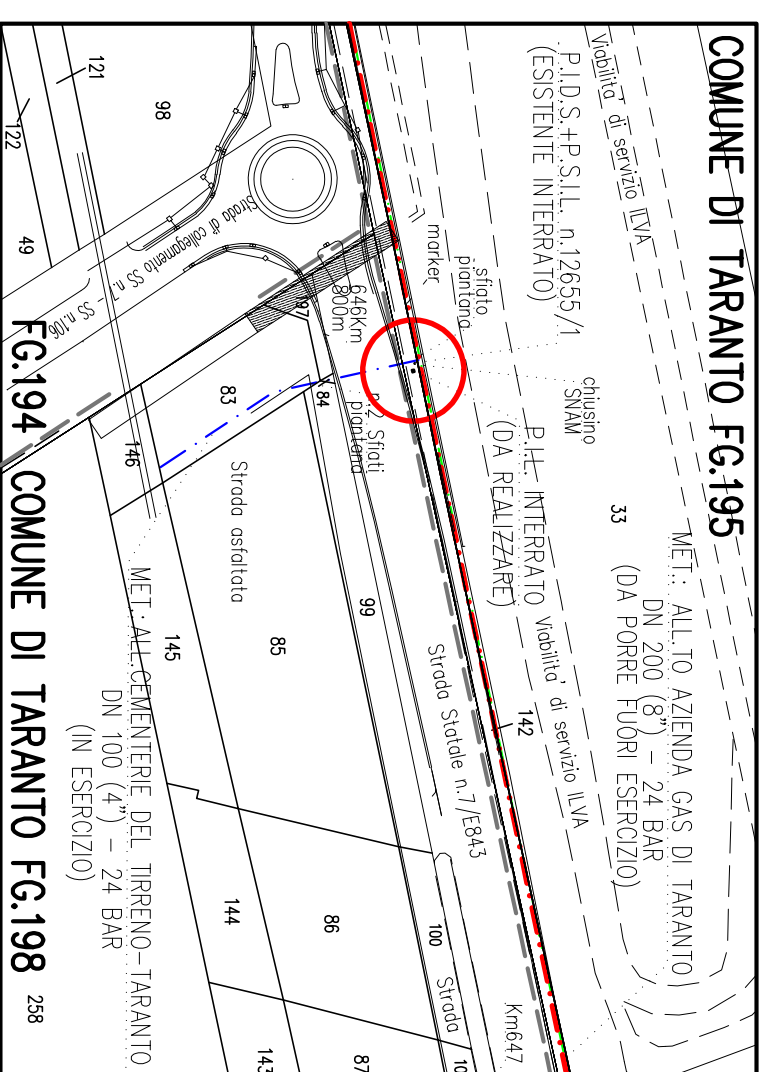 COMUNE DI TARANTO FG.195
Viabilita' di servizio ILVA
P.I.D.S.+P.S.I.L. n.12655/1
(ESISTENTE INTERRATO)
sfiato
piantana
marker
chiusino
SNAM
33
MET.: ALL.TO AZIENDA GAS DI TARANTO
DN 200 (8") - 24 BAR
(DA PORRE FUORI ESERCIZIO)
P.I.L. INTERRATO
(DA REALIZZARE)
Viabilita' di servizio ILVA
142
646Km
800m
n.2 Sfiati
piantana
Strada Statale n.7/E843
Km647
Strada di collegamento SS n.7 - SS n.106
121
122
98
49
97
83
84
146
Strada asfaltata
99
85
145
86
100
Strada
144
143
87
10
MET.: ALL.CEMENTERIE DEL TIRRENO-TARANTO
DN 100 (4") - 24 BAR
(IN ESERCIZIO)
FG.194
COMUNE DI TARANTO FG.198
258